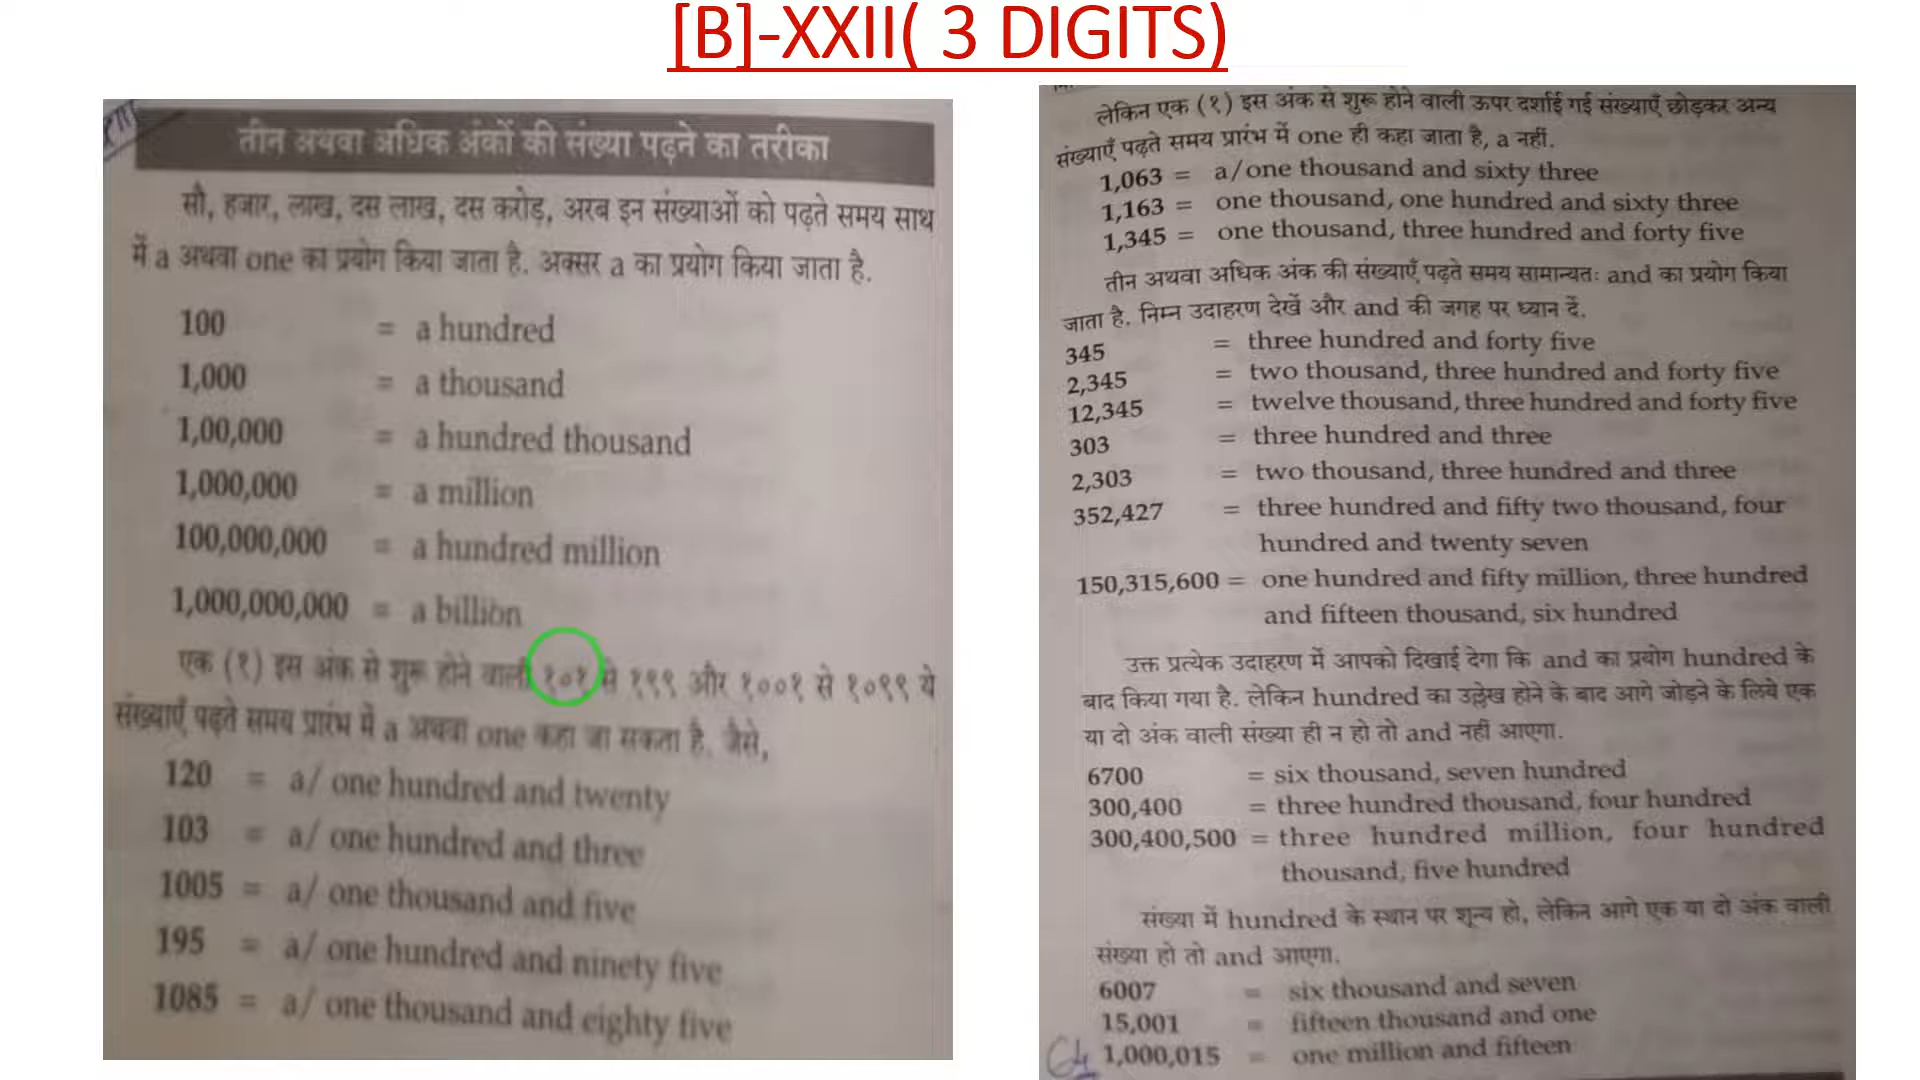 [B]-XXII( 3 DIGITS)
तीन अथवा अधिक अंकों की संख्या पढ़ने का तरीका
सौ, हजार, लाख, दस लाख, दस करोड़, अरब इन संख्याओं को पढ़ते समय साथ
में a अथवा one का प्रयोग किया जाता है. अक्सर a का प्रयोग किया जाता है.
100 = a hundred
1,000 = a thousand
1,00,000 = a hundred thousand
1,000,000 = a million
100,000,000 = a hundred million
1,000,000,000 = a billion
एक (१) इस अंक से शुरू होने वाली १०१ से १९९ और १००१ से १०९९ ये
संख्याएँ पढ़ते समय प्रारंभ में a अथवा one कहा जा सकता है. जैसे,
120 = a/ one hundred and twenty
103 = a/ one hundred and three
1005 = a/ one thousand and five
195 = a/ one hundred and ninety five
1085 = a/ one thousand and eighty five
लेकिन एक (१) इस अंक से शुरू होने वाली ऊपर दर्शाई गई संख्याएँ छोड़कर अन्य
संख्याएँ पढ़ते समय प्रारंभ में one ही कहा जाता है, a नहीं.
1,063 = a/one thousand and sixty three
1,163 = one thousand, one hundred and sixty three
1,345 = one thousand, three hundred and forty five
तीन अथवा अधिक अंक की संख्याएँ पढ़ते समय सामान्यतः and का प्रयोग किया
जाता है. निम्न उदाहरण देखें और and की जगह पर ध्यान दें.
345 = three hundred and forty five
2,345 = two thousand, three hundred and forty five
12,345 = twelve thousand, three hundred and forty five
303 = three hundred and three
2,303 = two thousand, three hundred and three
352,427 = three hundred and fifty two thousand, four
hundred and twenty seven
150,315,600 = one hundred and fifty million, three hundred
and fifteen thousand, six hundred
उक्त प्रत्येक उदाहरण में आपको दिखाई देगा कि and का प्रयोग hundred के
बाद किया गया है. लेकिन hundred का उल्लेख होने के बाद आगे जोड़ने के लिये एक
या दो अंक वाली संख्या ही न हो तो and नहीं आएगा.
6700 = six thousand, seven hundred
300,400 = three hundred thousand, four hundred
300,400,500 = three hundred million, four hundred
thousand, five hundred
संख्या में hundred के स्थान पर शून्य हो, लेकिन आगे एक या दो अंक वाली
संख्या हो तो and आएगा.
6007 = six thousand and seven
15,001 = fifteen thousand and one
1,000,015 = one million and fifteen